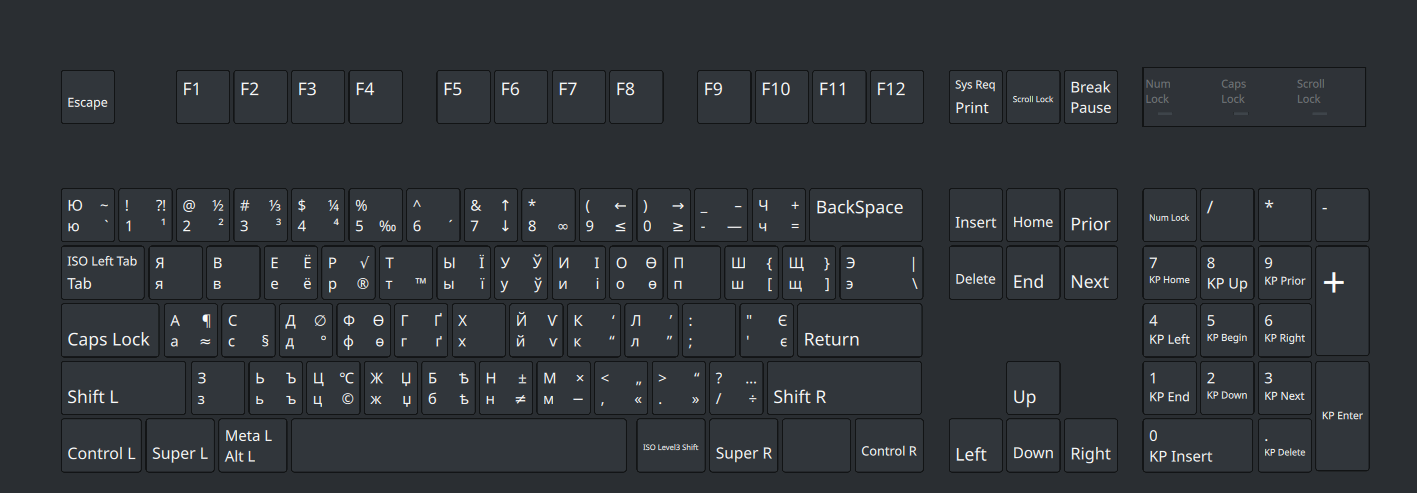 Escape F1 F2 F3 F4 F5 F6 F7 F8 F9 F10 F11 F12 Sys Req Break Num Caps Scroll
Print Scroll Lock Pause Lock Lock Lock
Ю ~ ! ?! @ ½ # ⅓ $ ¼ % ^ & ↑ * ( ← ) → _ – Ч + BackSpace Insert Home Prior Num Lock / * -
ю ` 1 ¹ 2 ² 3 ³ 4 ⁴ 5 ‰ 6 ´ 7 ↓ 8 ∞ 9 ≤ 0 ≥ - — ч =
ISO Left Tab Я В Е Ё Р √ Т Ы Ї У Ў И І О Ѳ П Ш { Щ } Э | Delete End Next 7 8 9 +
Tab я в е ё р ® т ™ ы ї у ў и і о ѳ п ш [ щ ] э \ KP Home KP Up KP Prior
Caps Lock А ¶ С Д ∅ Ф Ѳ Г Ґ Х Й Ѵ К ‘ Л ’ : " Є Return 4 5 6
а ≈ с § д ° ф ѳ г ґ х й ѵ к “ л ” ; ' є KP Left KP Begin KP Right
Shift L З Ь Ъ Ц ℃ Ж Џ Б Ѣ Н ± М × < „ > “ ? … Shift R Up 1 2 3 KP Enter
з ь ъ ц © ж џ б ѣ н ≠ м − , « . » / ÷ KP End KP Down KP Next
Control L Super L Meta L ISO Level3 Shift Super R Control R Left Down Right 0 .
Alt L KP Insert KP Delete